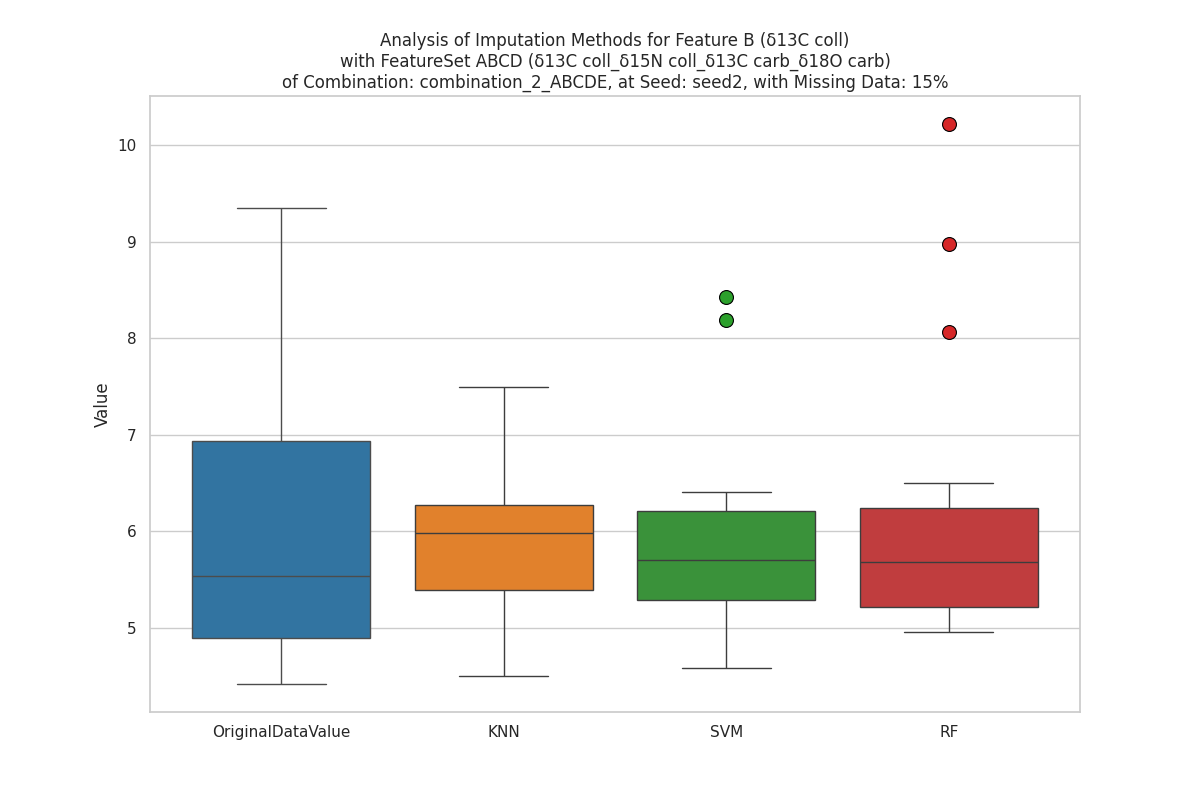 Analysis of Imputation Methods for Feature B (δ13C coll)
with FeatureSet ABCD (δ13C coll_δ15N coll_δ13C carb_δ18O carb)
of Combination: combination_2_ABCDE, at Seed: seed2, with Missing Data: 15%
10
9
8
7
6
5
Value
OriginalDataValue
KNN
SVM
RF